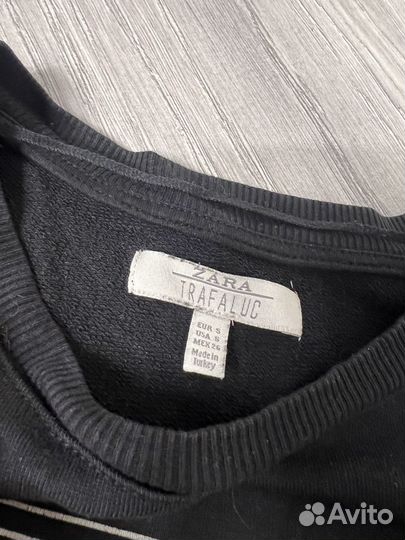 ZARA
TRAFALUC
EUR S
USA S
MEX 26
Made in
Turkey
Avito